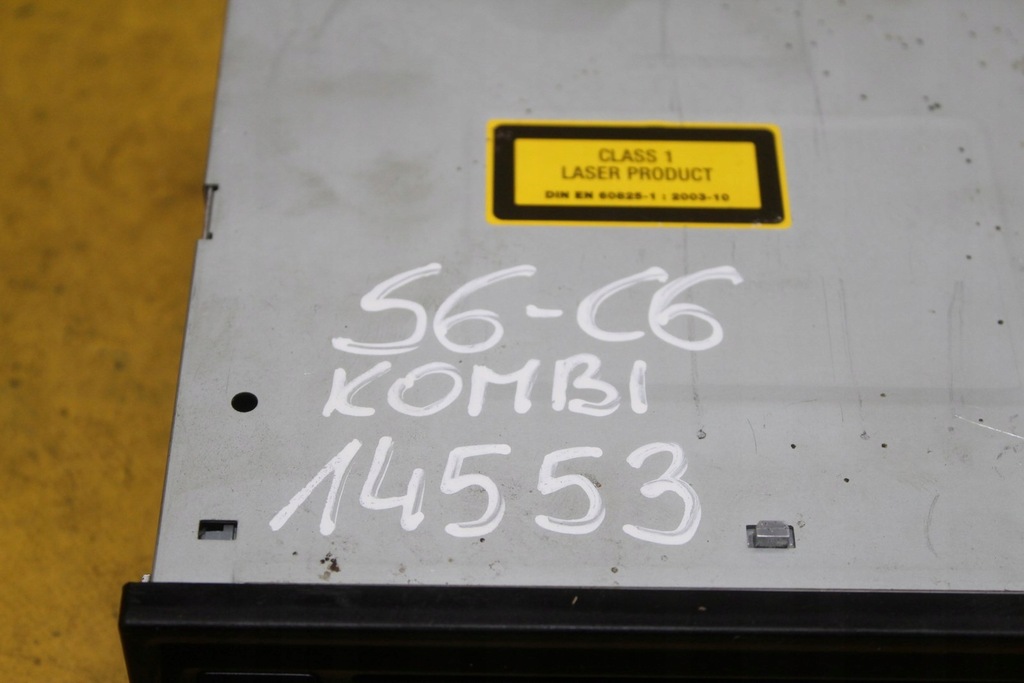 CLASS 1
LASER PRODUCT
DIN EN 60825-1 : 2003-10
S6-C6
KOMBI
14553